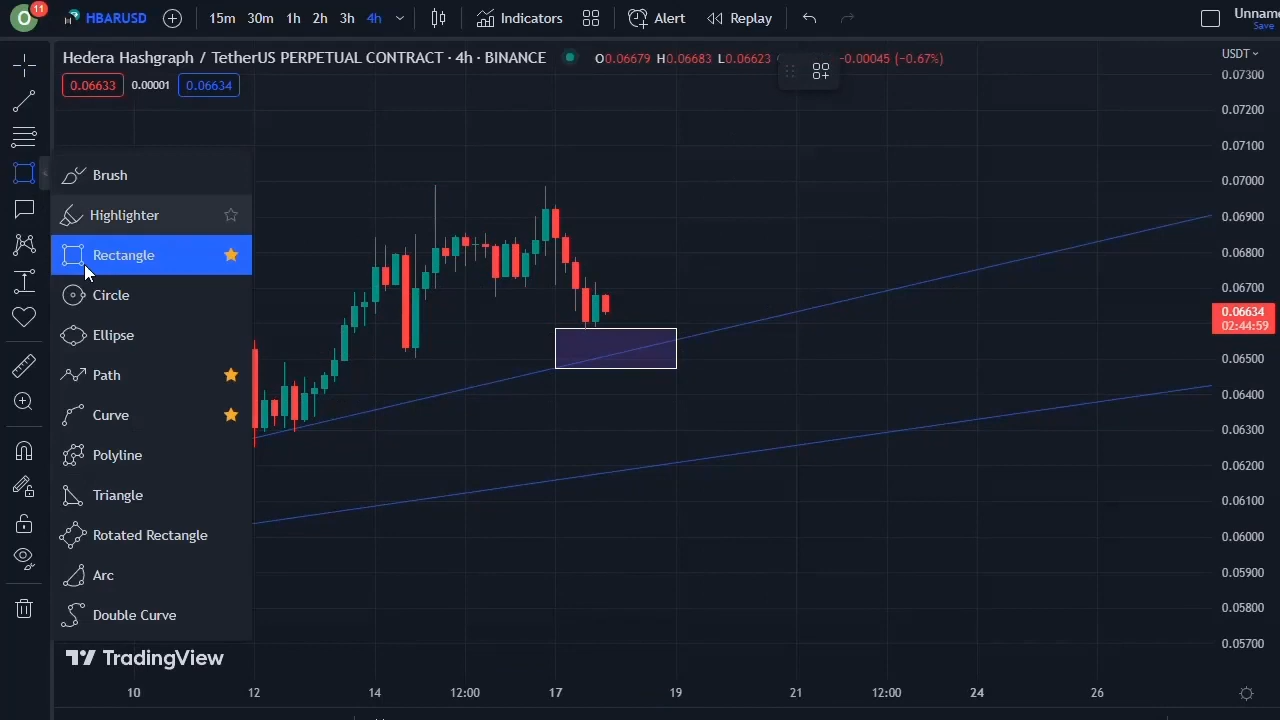 O
11
HBARUSD
15m 30m 1h 2h 3h 4h
Indicators
Alert
Replay
Unname
Save
Hedera Hashgraph / TetherUS PERPETUAL CONTRACT · 4h · BINANCE
O0.06679 H0.06683 L0.06623
-0.00045 (-0.67%)
USDT
0.06633 0.00001 0.06634
Brush
Highlighter
Rectangle
Circle
Ellipse
Path
Curve
Polyline
Triangle
Rotated Rectangle
Arc
Double Curve
TradingView
0.07300
0.07200
0.07100
0.07000
0.06900
0.06800
0.06700
0.06634
02:44:59
0.06500
0.06400
0.06300
0.06200
0.06100
0.06000
0.05900
0.05800
0.05700
10 12 14 12:00 17 19 21 12:00 24 26